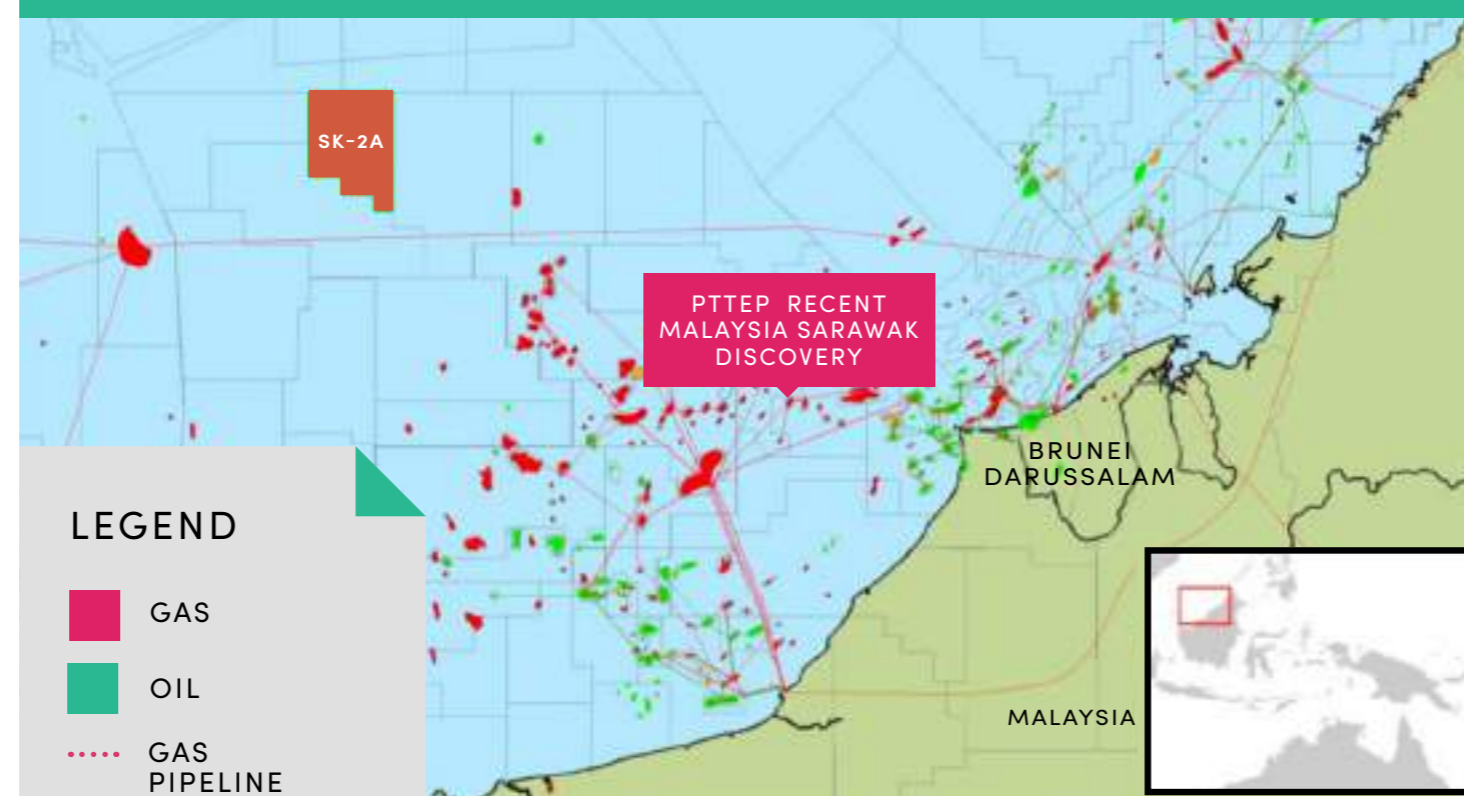 SK-2A
PTTEP RECENT
MALAYSIA SARAWAK
DISCOVERY
BRUNEI
DARUSSALAM
LEGEND
GAS
OIL
GAS
PIPELINE
MALAYSIA